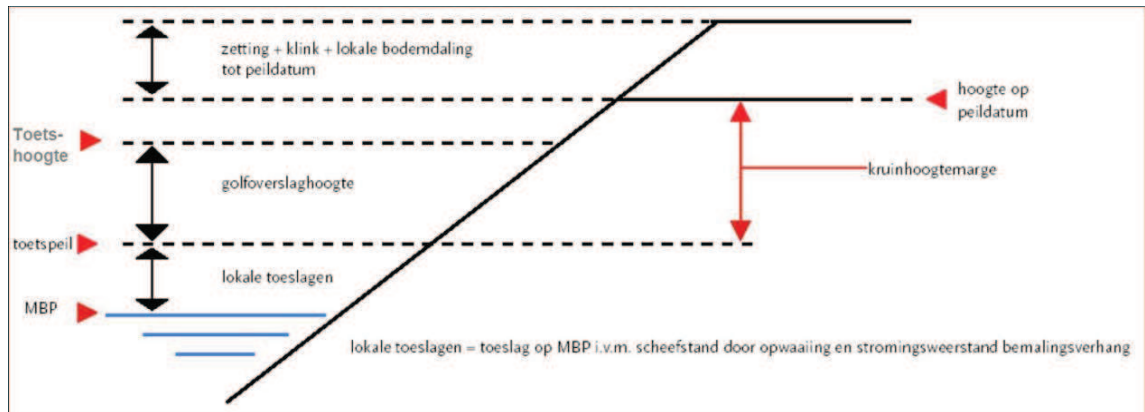 zetting + klink + lokale bodemdaling
tot peildatum
hoogte op
peildatum
Toets-
hoogte
golfoverslaghoogte
kruinhoogtemarge
toetspeil
lokale toeslagen
MBP
lokale toeslagen = toeslag op MBP i.v.m. scheefstand door opwaaiing en stromingsweerstand bemalingsverhang